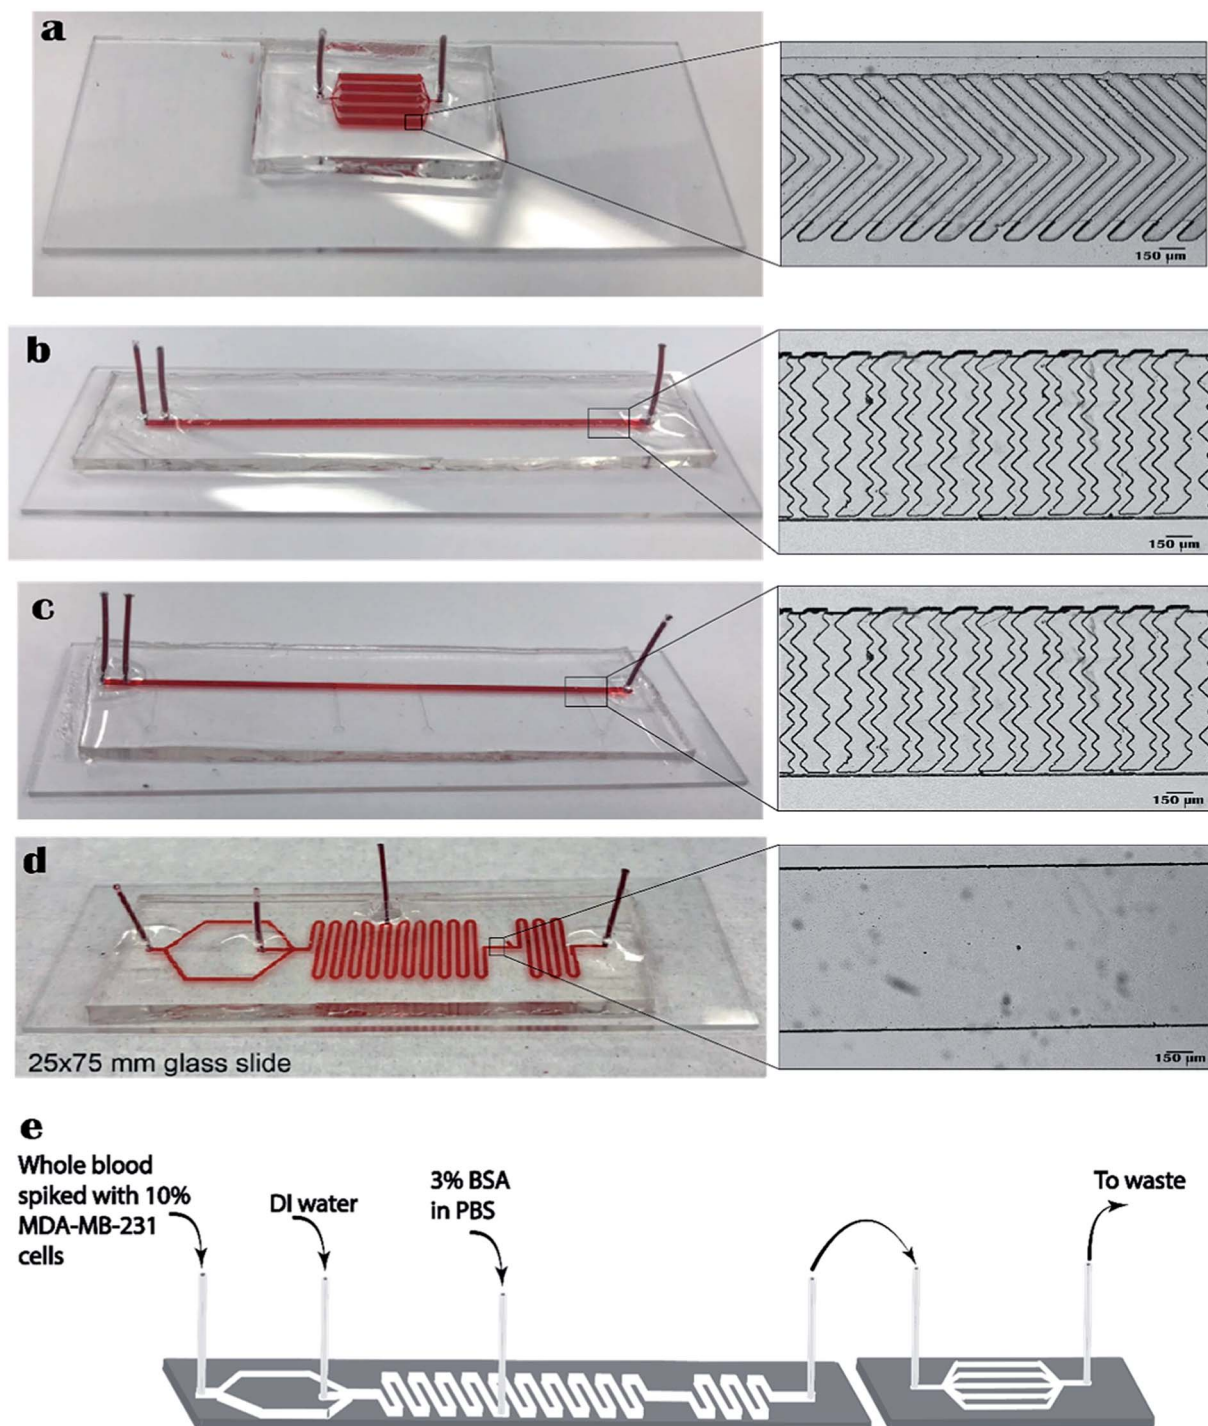 a
150 µm
b
150 µm
c
150 µm
d
25x75 mm glass slide
150 µm
e
Whole blood
spiked with 10%
MDA-MB-231
cells
DI water
3% BSA
in PBS
To waste